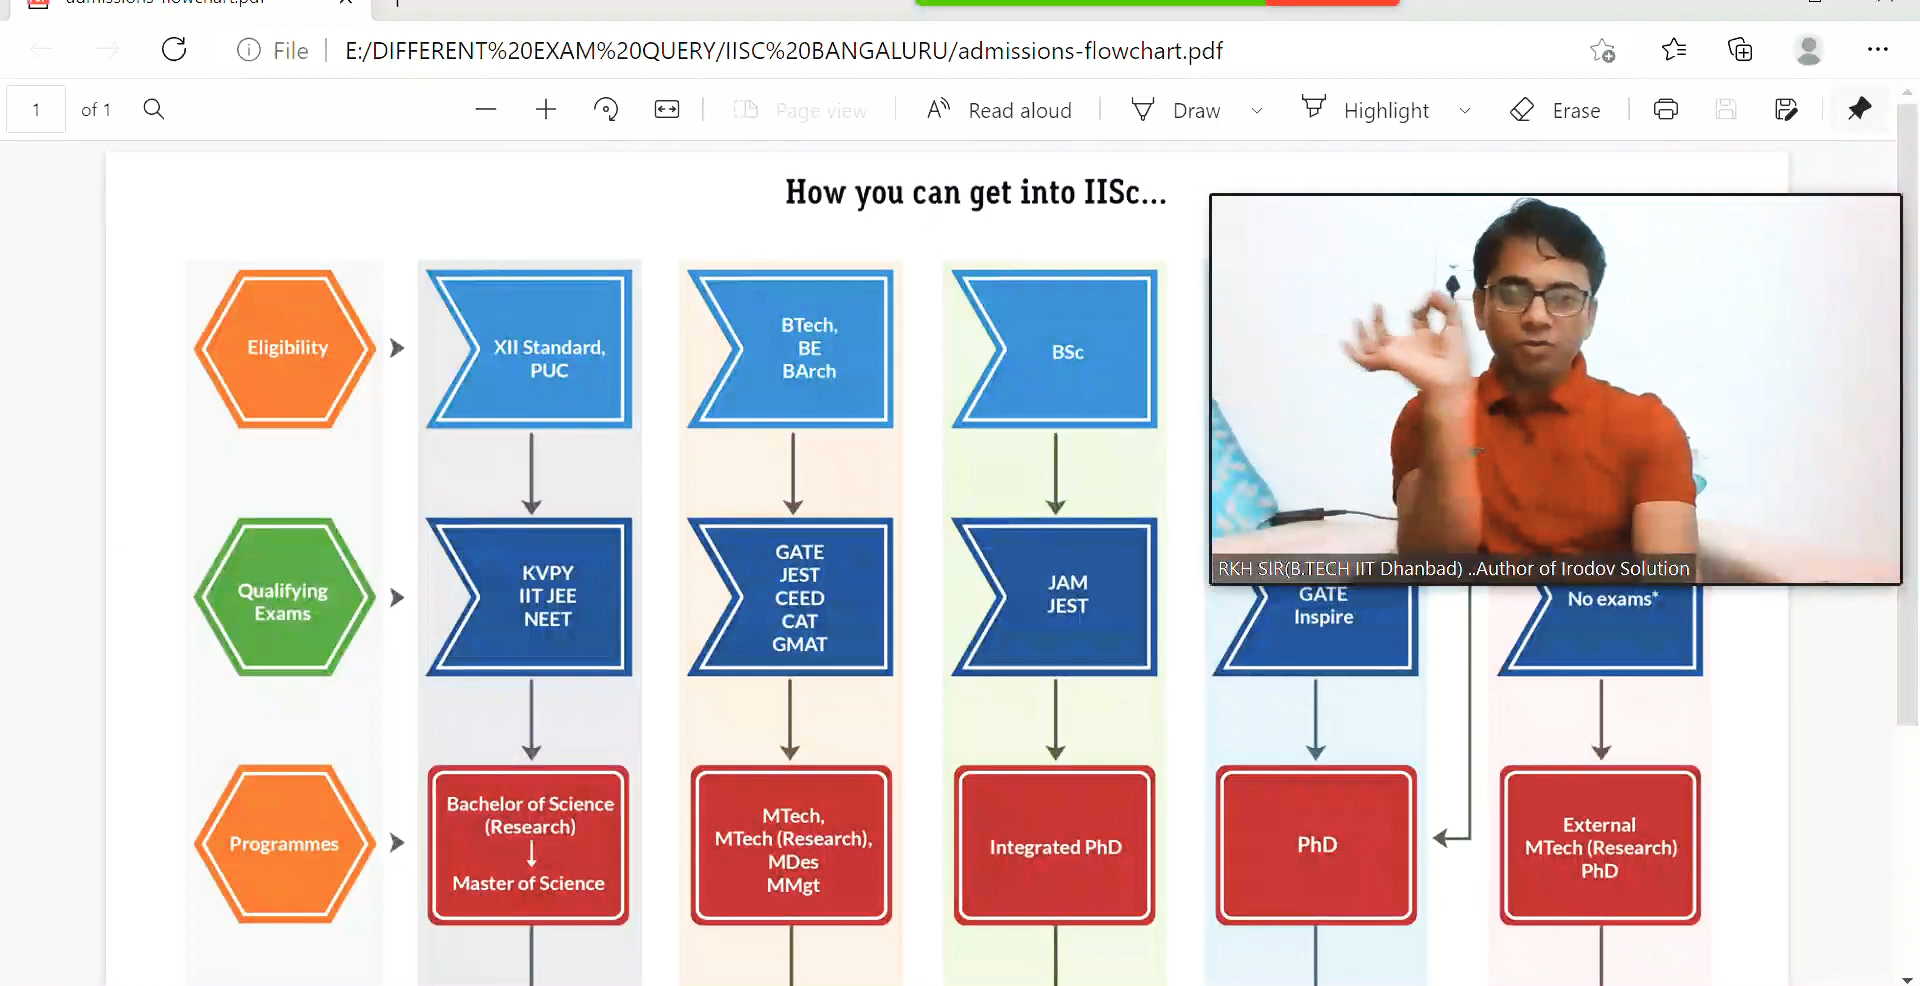 admissions-flowchart.pdf
File
E:/DIFFERENT%20EXAM%20QUERY/IISC%20BANGALURU/admissions-flowchart.pdf
1 of 1
Page view
Read aloud
Draw
Highlight
Erase
How you can get into IISc...
Eligibility
XII Standard,
PUC
BTech,
BE
BArch
BSc
RKH SIR(B.TECH IIT Dhanbad) ..Author of Irodov Solution
Qualifying
Exams
KVPY
IIT JEE
NEET
GATE
JEST
CEED
CAT
GMAT
JAM
JEST
GATE
Inspire
No exams*
Programmes
Bachelor of Science
(Research)
Master of Science
MTech,
MTech (Research),
MDes
MMgt
Integrated PhD
PhD
External
MTech (Research)
PhD